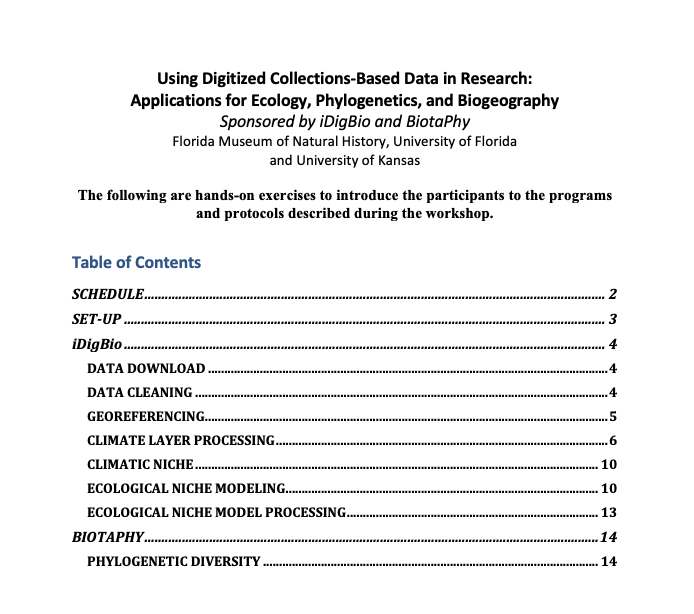 Using Digitized Collections-Based Data in Research:
Applications for Ecology, Phylogenetics, and Biogeography
Sponsored by iDigBio and BiotaPhy
Florida Museum of Natural History, University of Florida
and University of Kansas
The following are hands-on exercises to introduce the participants to the programs
and protocols described during the workshop.
Table of Contents
SCHEDULE 2
SET-UP 3
iDigBio 4
DATA DOWNLOAD 4
DATA CLEANING 4
GEOREFERENCING 5
CLIMATE LAYER PROCESSING 6
CLIMATIC NICHE 10
ECOLOGICAL NICHE MODELING 10
ECOLOGICAL NICHE MODEL PROCESSING 13
BIOTAPHY 14
PHYLOGENETIC DIVERSITY 14